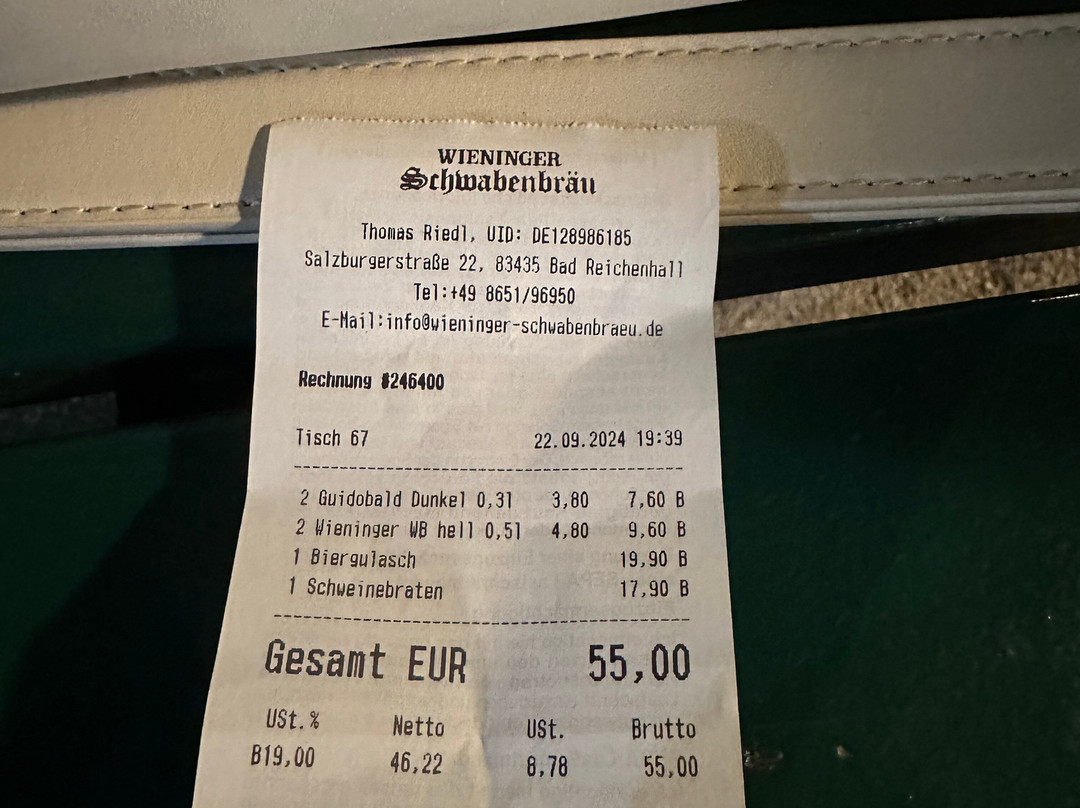 WIENINGER
Schwabenbräu
Thomas Riedl, UID: DE128986185
Salzburgerstraße 22, 83435 Bad Reichenhall
Tel:+49 8651/96950
E-Mail:info@wieninger-schwabenbraeu.de
Rechnung #246400
Tisch 67 22.09.2024 19:39
2 Guidobald Dunkel 0,3l 3,80 7,60 B
2 Wieninger WB hell 0,5l 4,80 9,60 B
1 Biergulasch 19,90 B
1 Schweinebraten 17,90 B
Gesamt EUR 55,00
USt.% Netto USt. Brutto
B19,00 46,22 8,78 55,00